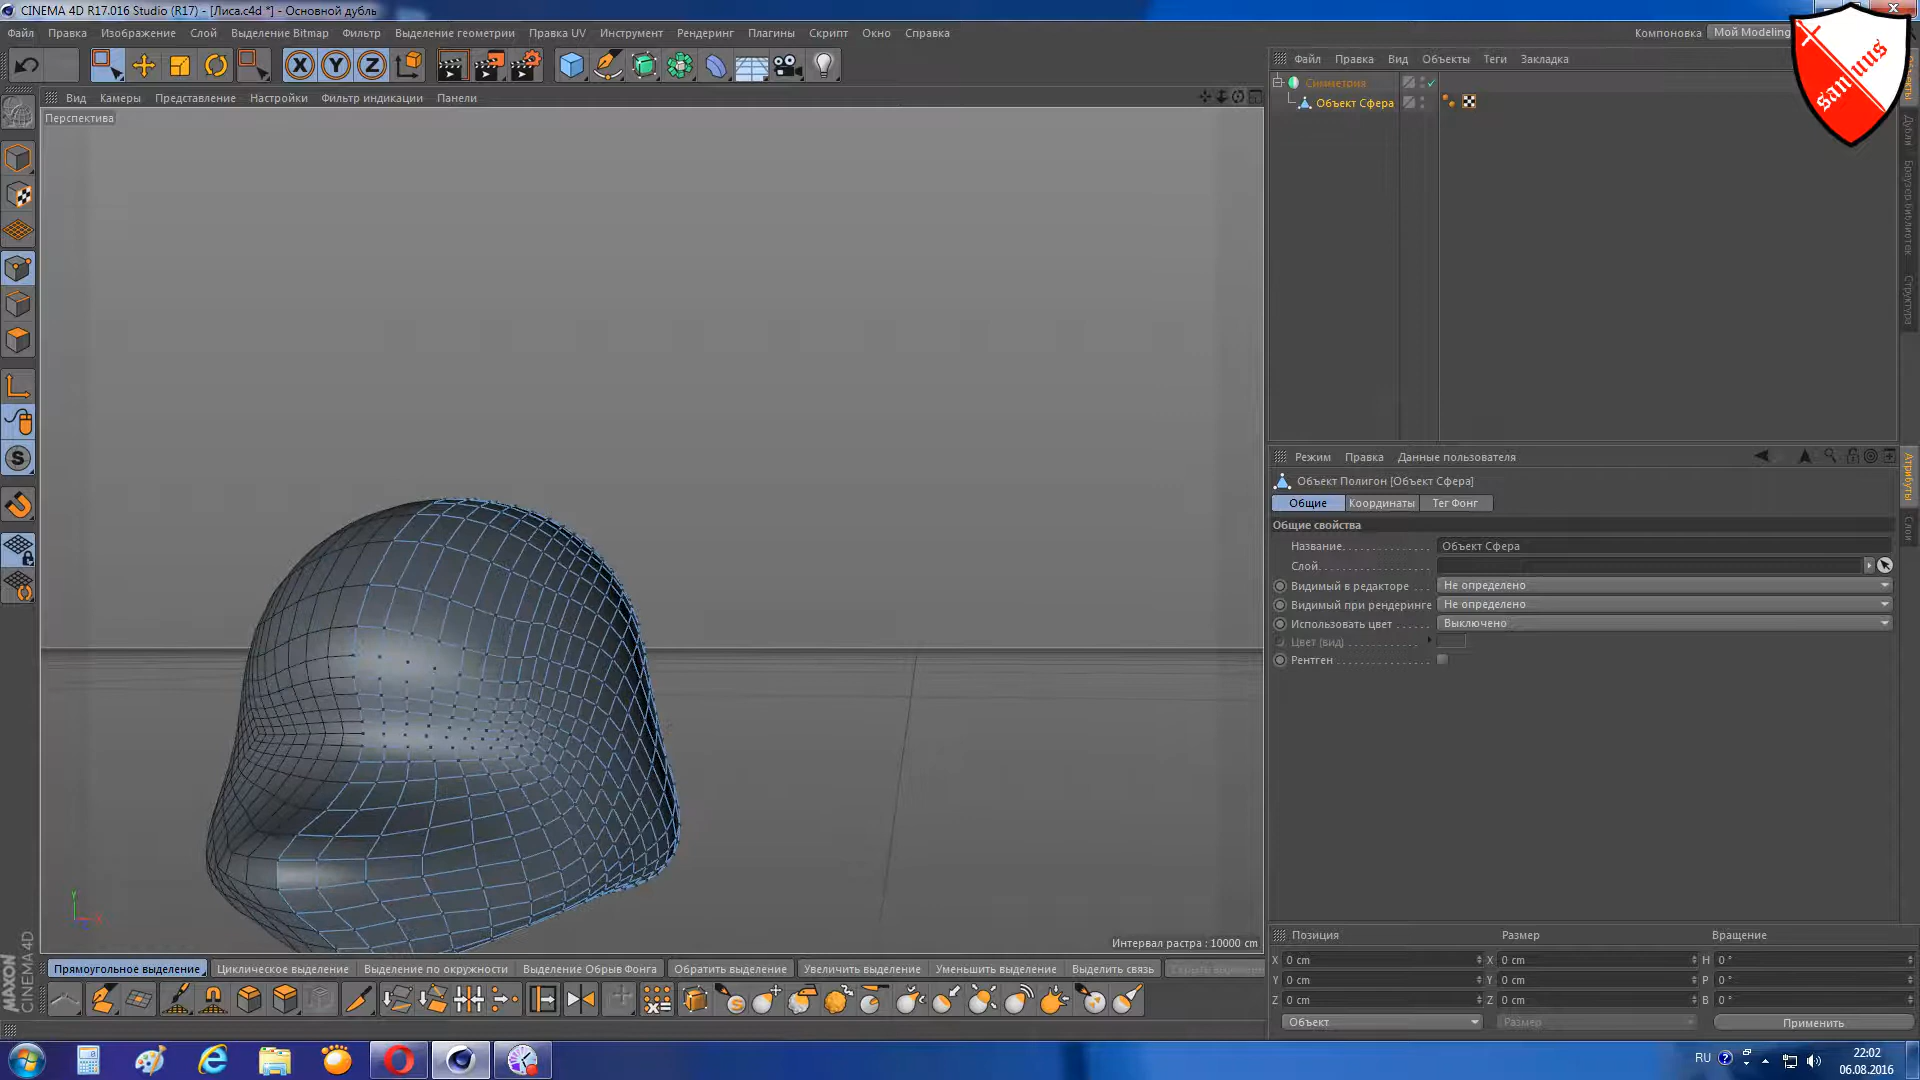 CINEMA 4D R17.016 Studio (R17) - [Лиса.c4d *] - Основной дубль
Файл Правка Изображение Слой Выделение Bitmap Фильтр Выделение геометрии Правка UV Инструмент Рендеринг Плагины Скрипт Окно Справка
Компоновка Мой Modeling
sanuus
Файл Правка Вид Объекты Теги Закладка
Симметрия
Объект Сфера
Вид Камеры Представление Настройки Фильтр индикации Панели
Перспектива
Объекты
Дубли
Браузер библиотек
Структура
Режим Правка Данные пользователя
Объект Полигон [Объект Сфера]
Общие Координаты Тег Фонг
Общие свойства
Название Объект Сфера
Слой
Видимый в редакторе Не определено
Видимый при рендеринге Не определено
Использовать цвет Выключено
Цвет (вид)
Рентген
Атрибуты
Слои
Интервал растра : 10000 cm
Прямоугольное выделение Циклическое выделение Выделение по окружности Выделение Обрыв Фонга Обратить выделение Увеличить выделение Уменьшить выделение Выделить связь
Позиция Размер Вращение
X 0 cm X 0 cm H 0 °
Y 0 cm Y 0 cm P 0 °
Z 0 cm Z 0 cm B 0 °
Объект Размер Применить
MAXON
CINEMA 4D
RU
22:02
06.08.2016